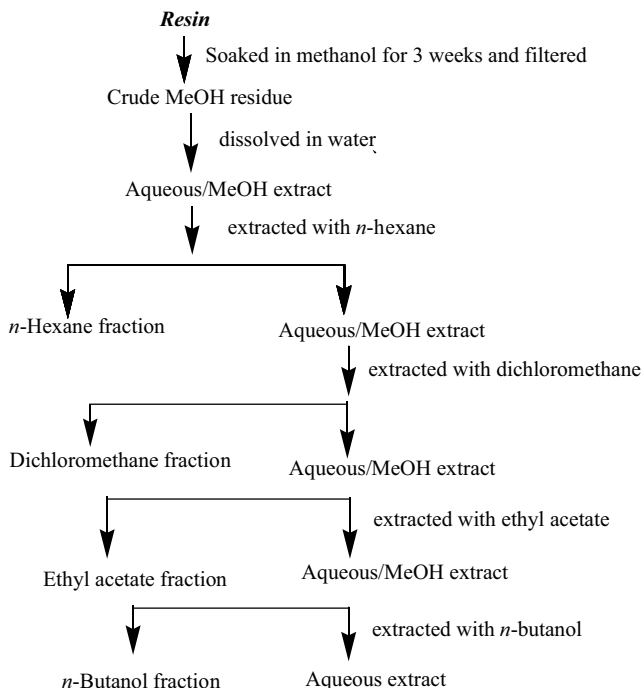 Resin
Soaked in methanol for 3 weeks and filtered
Crude MeOH residue
dissolved in water
Aqueous/MeOH extract
extracted with n-hexane
n-Hexane fraction
Aqueous/MeOH extract
extracted with dichloromethane
Dichloromethane fraction
Aqueous/MeOH extract
extracted with ethyl acetate
Ethyl acetate fraction
Aqueous/MeOH extract
extracted with n-butanol
n-Butanol fraction
Aqueous extract